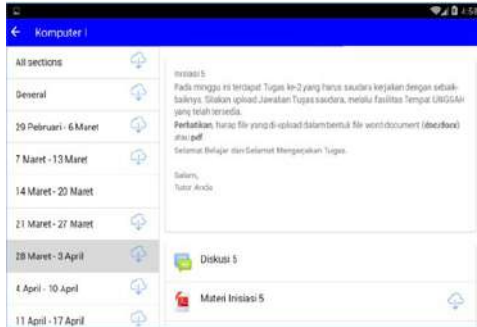 4:58
Komputer I
All sections
General
29 Pebruari - 6 Maret
7 Maret - 13 Maret
14 Maret - 20 Maret
21 Maret - 27 Maret
28 Maret - 3 April
4 April - 10 April
11 April - 17 April
Inisiasi 5
Pada minggu ini terdapat Tugas ke-2 yang harus saudara kerjakan dengan sebaik-
baiknya. Silakan upload Jawaban Tugas saudara, melalui fasilitas Tempat UNGGAH
yang telah tersedia.
Perhatikan, harap file yang di-upload dalam bentuk file word document (doc/docx)
atau pdf
Selamat Belajar dan Selamat Mengerjakan Tugas.
Salam,
Tutor Anda
Diskusi 5
Materi Inisiasi 5